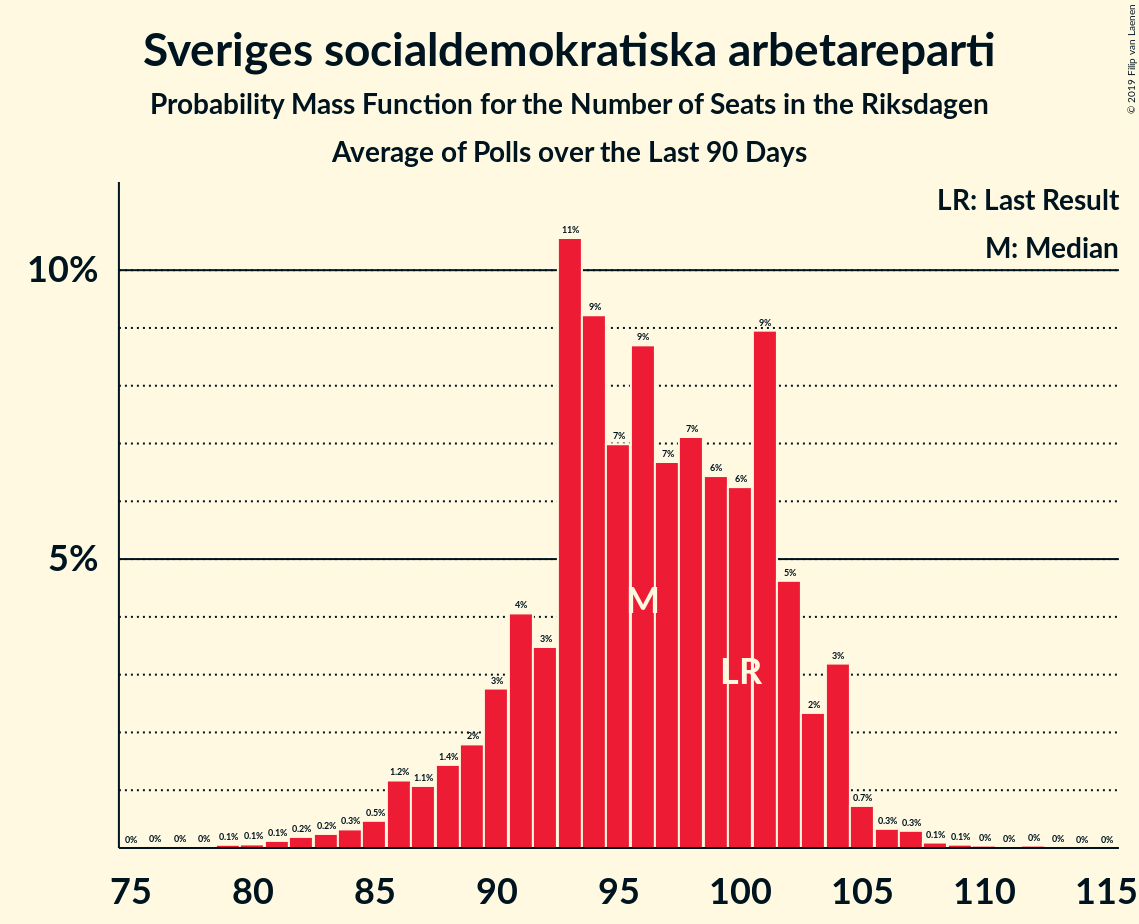 Sveriges socialdemokratiska arbetareparti
Probability Mass Function for the Number of Seats in the Riksdagen
Average of Polls over the Last 90 Days
© 2019 Filip van Laenen
LR: Last Result
M: Median
10%
5%
0% 0% 0% 0% 0.1% 0.1% 0.1% 0.2% 0.2% 0.3% 0.5% 1.2% 1.1% 1.4% 2% 3% 4% 3% 11% 9% 7% 9% 7% 7% 6% 6% 9% 5% 2% 3% 0.7% 0.3% 0.3% 0.1% 0.1% 0% 0% 0% 0% 0% 0%
M
LR
75 80 85 90 95 100 105 110 115